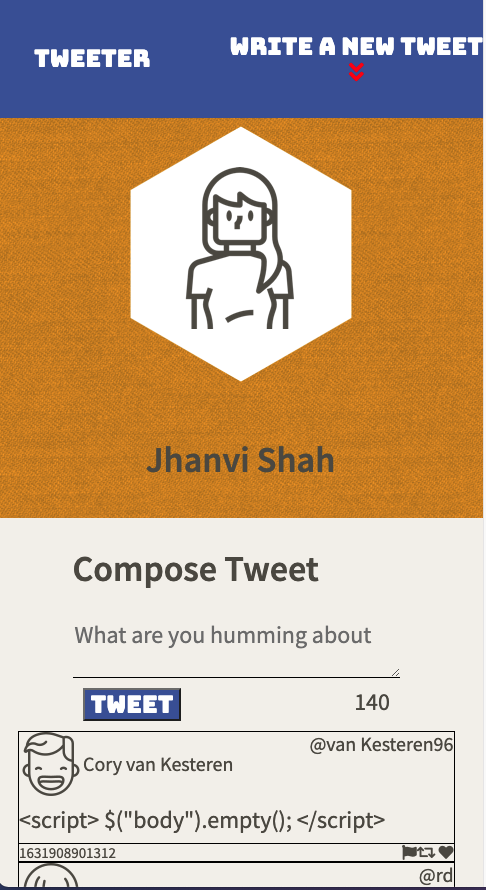 TWEETER
WRITE A NEW TWEET
Jhanvi Shah
Compose Tweet
What are you humming about
TWEET
140
@van Kesteren96
Cory van Kesteren
<script> $("body").empty(); </script>
1631908901312
@rd